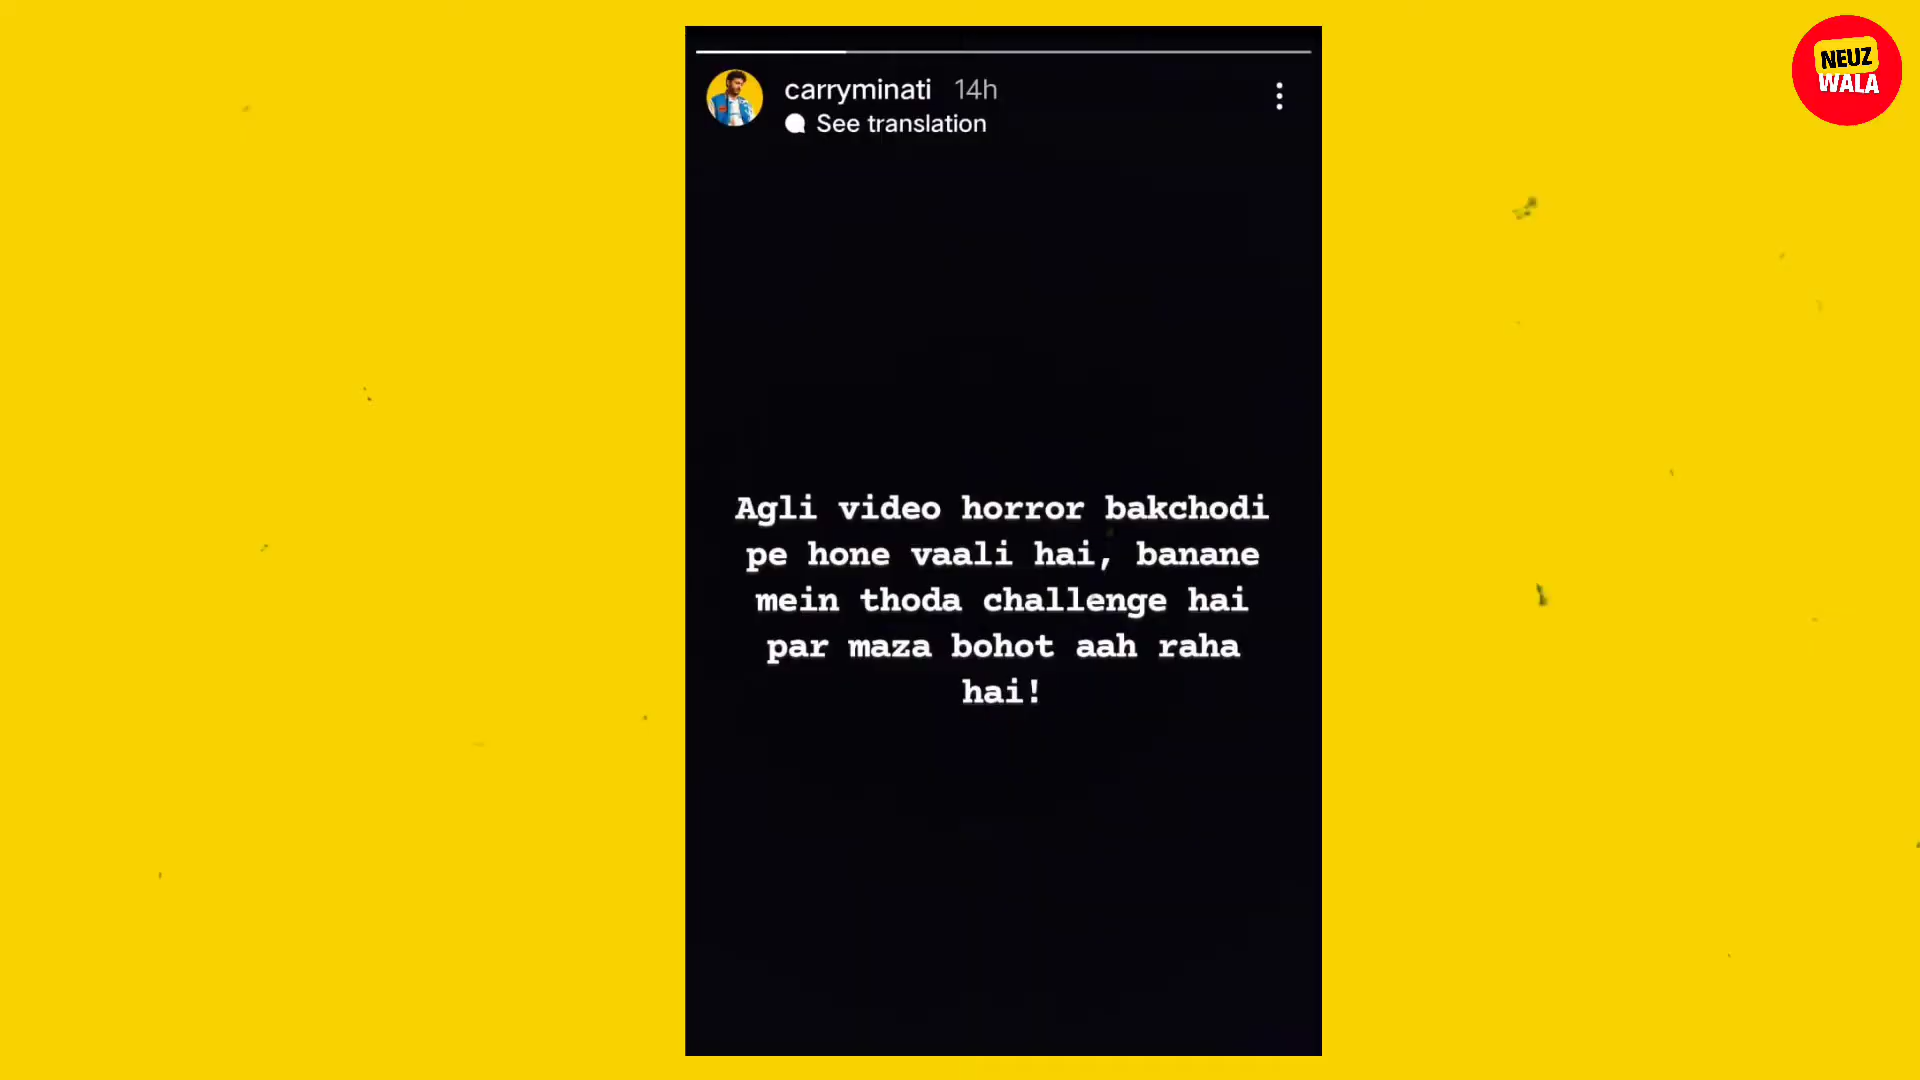 carryminati 14h
See translation
NEUZ
WALA
Agli video horror bakchodi
pe hone vaali hai, banane
mein thoda challenge hai
par maza bohot aah raha
hai!